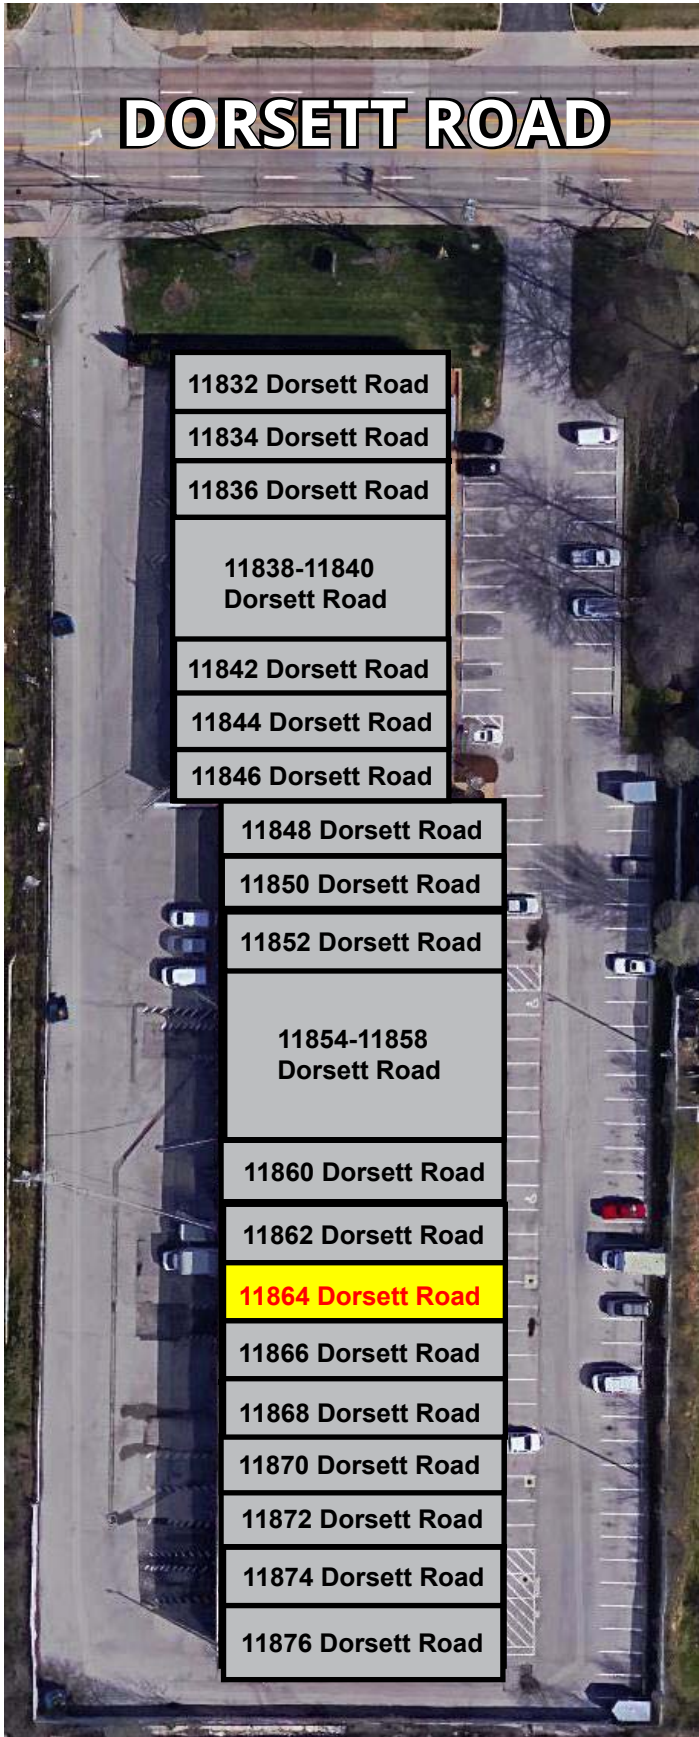 DORSETT ROAD
11832 Dorsett Road
11834 Dorsett Road
11836 Dorsett Road
11838-11840
Dorsett Road
11842 Dorsett Road
11844 Dorsett Road
11846 Dorsett Road
11848 Dorsett Road
11850 Dorsett Road
11852 Dorsett Road
11854-11858
Dorsett Road
11860 Dorsett Road
11862 Dorsett Road
11864 Dorsett Road
11866 Dorsett Road
11868 Dorsett Road
11870 Dorsett Road
11872 Dorsett Road
11874 Dorsett Road
11876 Dorsett Road